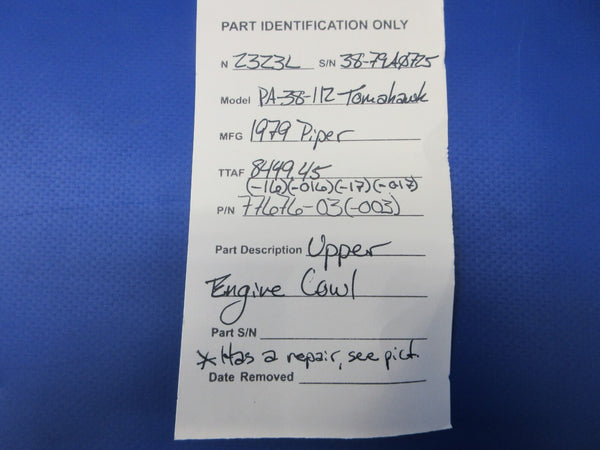 PART IDENTIFICATION ONLY
N 2323L S/N 38-79A0725
Model PA-38-112 Tomahawk
MFG 1979 Piper
TTAF 8499.45
(-16)(-016)(-17)(-017)
P/N 77676-03(-003)
Part Description Upper
Engine Cowl
Part S/N
* Has a repair, see pict.
Date Removed